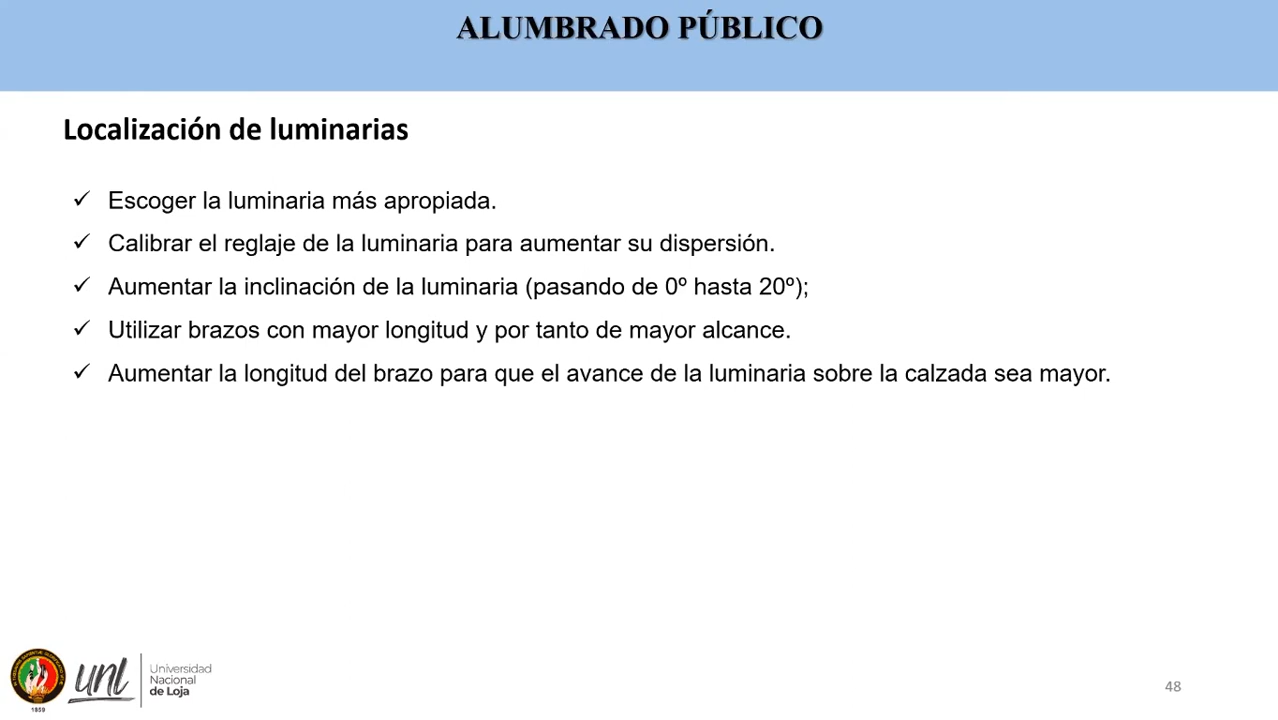 ALUMBRADO PÚBLICO
Localización de luminarias
✓ Escoger la luminaria más apropiada.
✓ Calibrar el reglaje de la luminaria para aumentar su dispersión.
✓ Aumentar la inclinación de la luminaria (pasando de 0º hasta 20º);
✓ Utilizar brazos con mayor longitud y por tanto de mayor alcance.
✓ Aumentar la longitud del brazo para que el avance de la luminaria sobre la calzada sea mayor.
1859
unl
Universidad
Nacional
de Loja
48